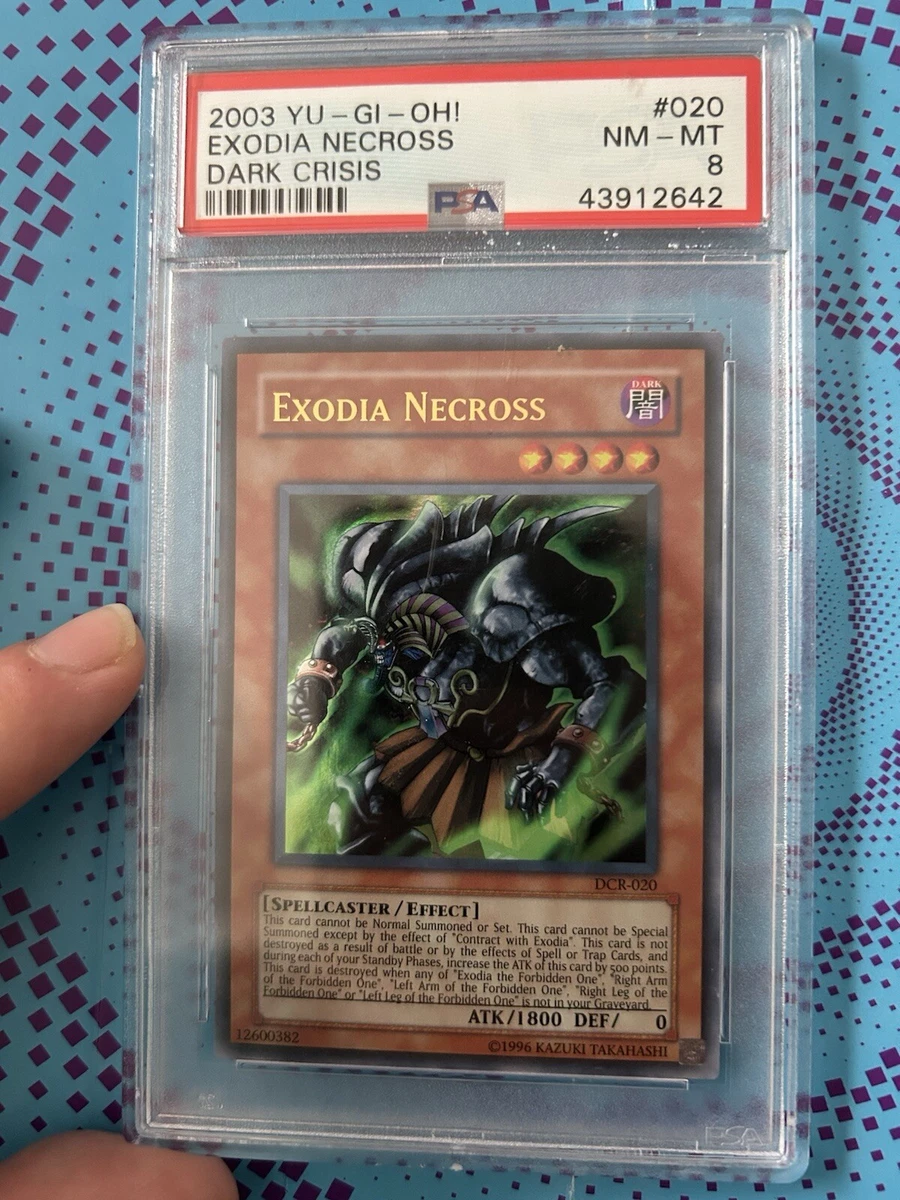 2003 YU-GI-OH!
#020
EXODIA NECROSS
NM-MT
DARK CRISIS
8
PSA
43912642
EXODIA NECROSS
DARK
闇
DCR-020
[SPELLCASTER/EFFECT]
This card cannot be Normal Summoned or Set. This card cannot be Special
Summoned except by the effect of "Contract with Exodia". This card is not
destroyed as a result of battle or by the effects of Spell or Trap Cards, and
during each of your Standby Phases, increase the ATK of this card by 500 points.
This card is destroyed when any of "Exodia the Forbidden One", "Right Arm
of the Forbidden One", "Left Arm of the Forbidden One", "Right Leg of the
Forbidden One" or "Left Leg of the Forbidden One" is not in your Graveyard.
ATK/1800 DEF/ 0
12600382
©1996 KAZUKI TAKAHASHI
PSA